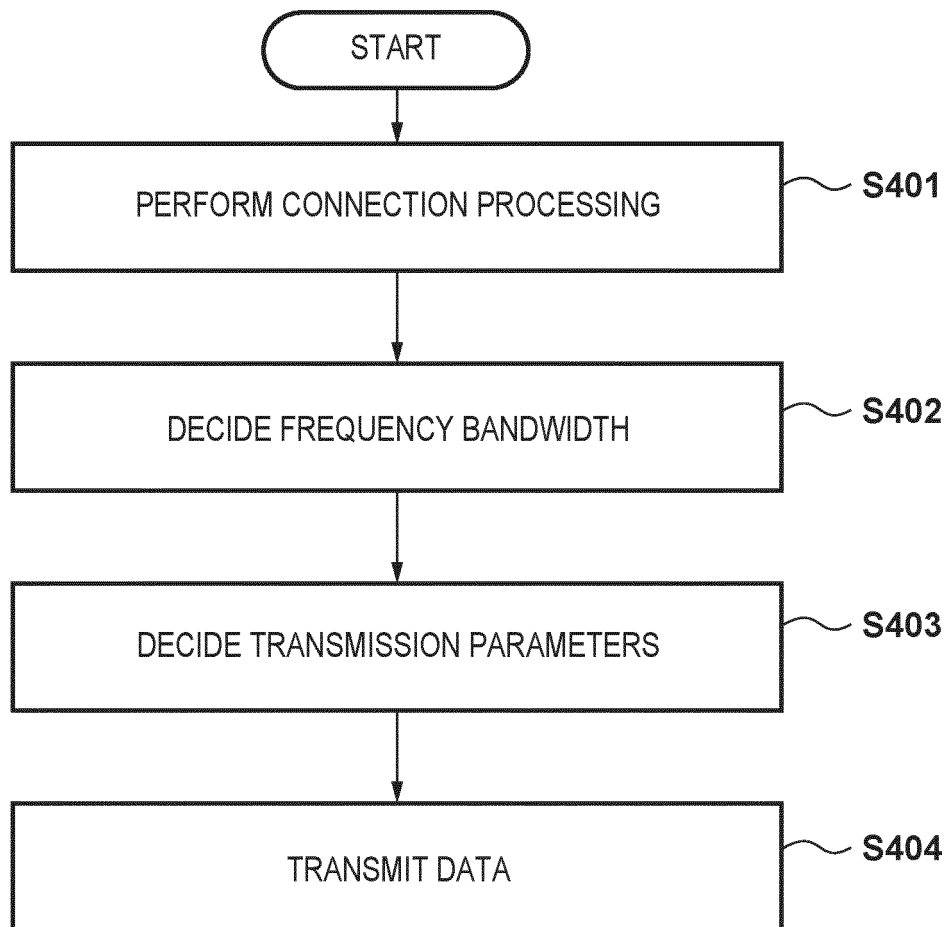 START
PERFORM CONNECTION PROCESSING
S401
DECIDE FREQUENCY BANDWIDTH
S402
DECIDE TRANSMISSION PARAMETERS
S403
TRANSMIT DATA
S404